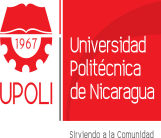 1967
UPOLI
Universidad
Politécnica
de Nicaragua
Sirviendo a la Comunidad